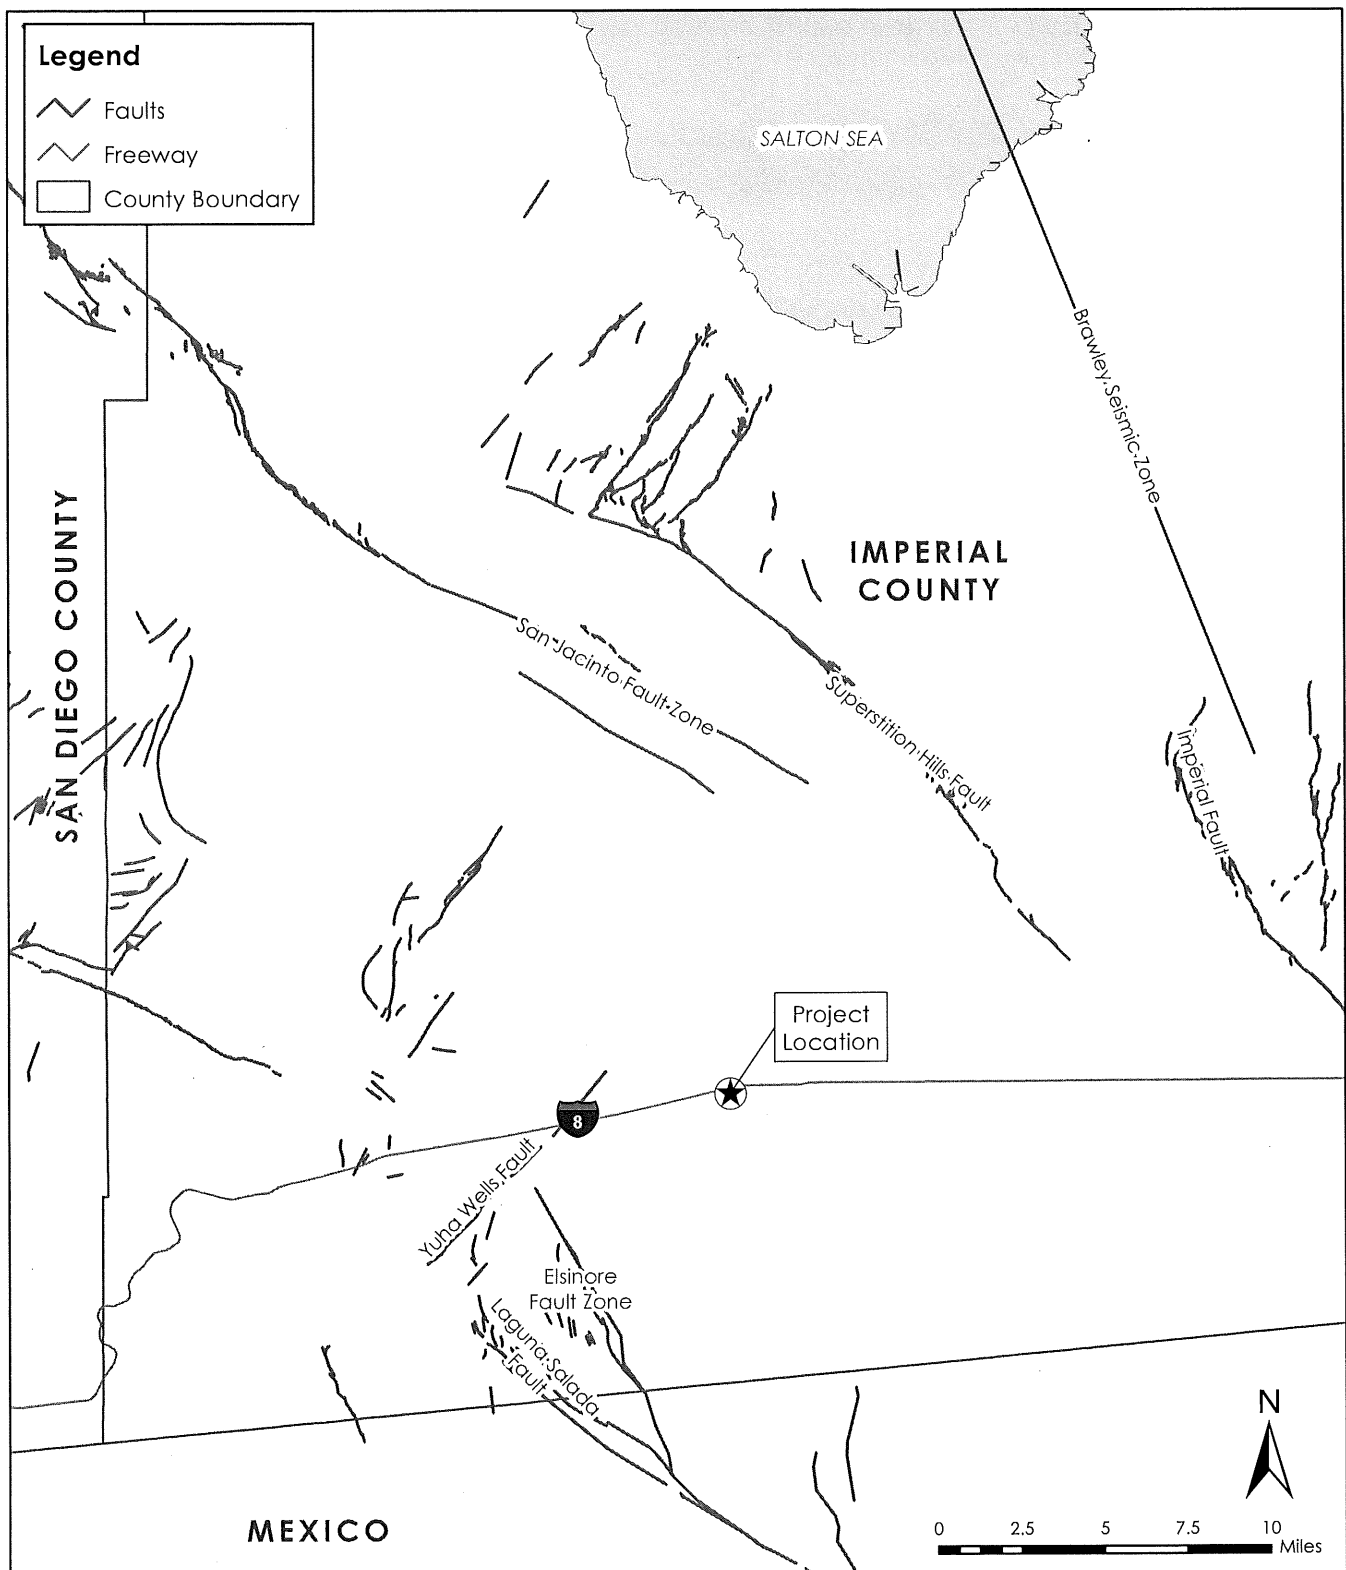 Legend
Faults
Freeway
County Boundary
SALTON SEA
Brawley Seismic Zone
SAN DIEGO COUNTY
IMPERIAL
COUNTY
San Jacinto Fault Zone
Superstition Hills Fault
Imperial Fault
Project
Location
8
Yuha Wells Fault
Elsinore
Fault Zone
Laguna Salada
Fault
MEXICO
N
0 2.5 5 7.5 10
Miles